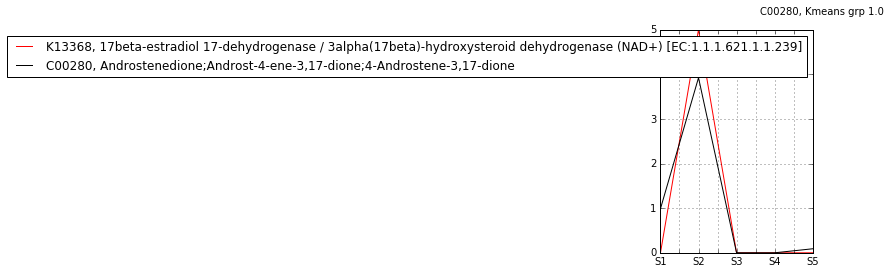 C00280, Kmeans grp 1.0
K13368, 17beta-estradiol 17-dehydrogenase / 3alpha(17beta)-hydroxysteroid dehydrogenase (NAD+) [EC:1.1.1.621.1.1.239]
C00280, Androstenedione;Androst-4-ene-3,17-dione;4-Androstene-3,17-dione
5
3
2
1
0
S1 S2 S3 S4 S5